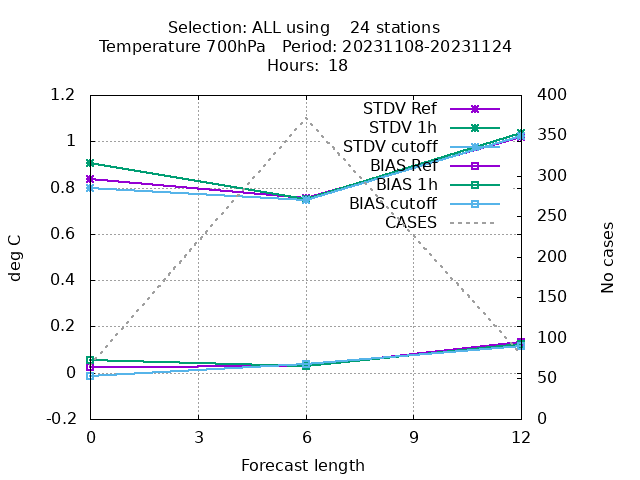 Selection: ALL using    24 stations
Temperature 700hPa   Period: 20231108-20231124
Hours: 18
1.2
1
0.8
0.6
0.4
0.2
0
-0.2
deg C
STDV Ref
STDV 1h
STDV cutoff
BIAS Ref
BIAS 1h
BIAS cutoff
CASES
400
350
300
250
200
150
100
50
0
No cases
0 3 6 9 12
Forecast length